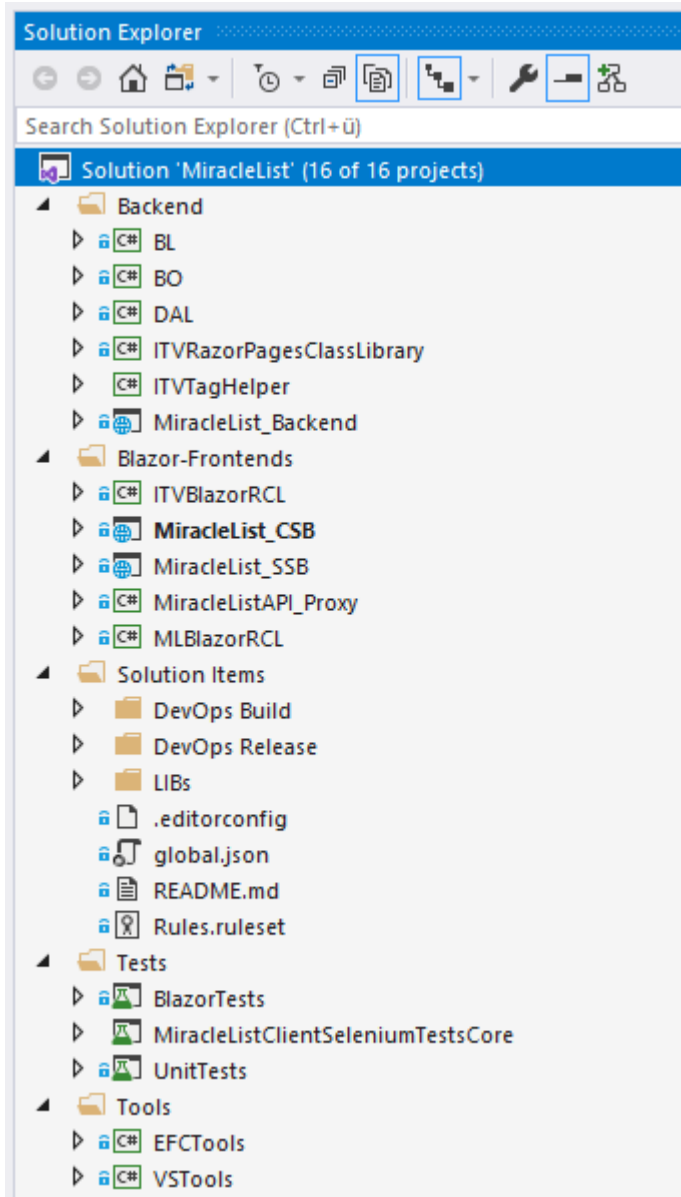 Solution Explorer
Search Solution Explorer (Ctrl+ü)
Solution 'MiracleList' (16 of 16 projects)
Backend
C# BL
C# BO
C# DAL
C# ITVRazorPagesClassLibrary
C# ITVTagHelper
MiracleList_Backend
Blazor-Frontends
C# ITVBlazorRCL
MiracleList_CSB
MiracleList_SSB
C# MiracleListAPI_Proxy
C# MLBlazorRCL
Solution Items
DevOps Build
DevOps Release
LIBs
.editorconfig
global.json
README.md
Rules.ruleset
Tests
BlazorTests
MiracleListClientSeleniumTestsCore
UnitTests
Tools
C# EFCTools
C# VSTools